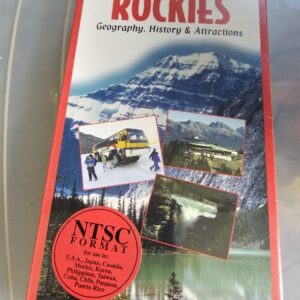 ROCKIES
Geography, History & Attractions
NTSC
FORMAT
for use in:
U.S.A., Japan, Canada,
Mexico, Korea,
Philippines, Taiwan,
Cuba, Chile, Panama,
Puerto Rico